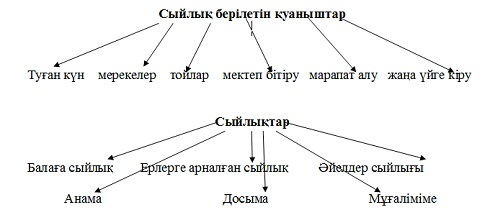 Сыйлық берілетін қуаныштар
Туған күн мерекелер тойлар мектеп бітіру марапат алу жаңа үйге кіру
Сыйлықтар
Балаға сыйлық Ерлерге арналған сыйлық Әйелдер сыйлығы
Анама Досыма Мұғаліміме